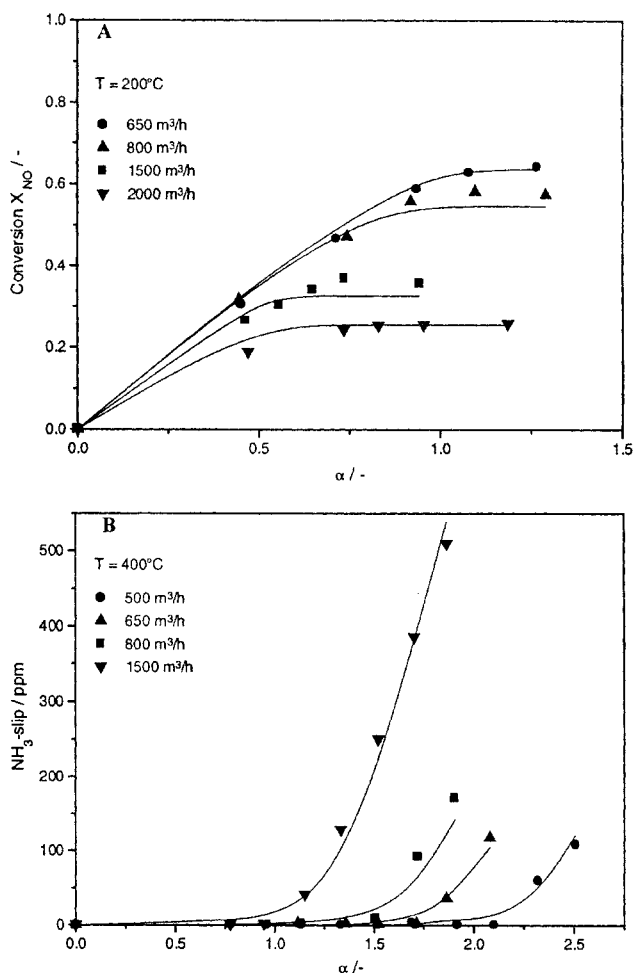 A
T = 200°C
650 m³/h
800 m³/h
1500 m³/h
2000 m³/h
Conversion X_NO / -
1.0
0.8
0.6
0.4
0.2
0.0
0.0 0.5 1.0 1.5
α / -
B
T = 400°C
500 m³/h
650 m³/h
800 m³/h
1500 m³/h
NH₃-slip / ppm
500
400
300
200
100
0
0.0 0.5 1.0 1.5 2.0 2.5
α /-